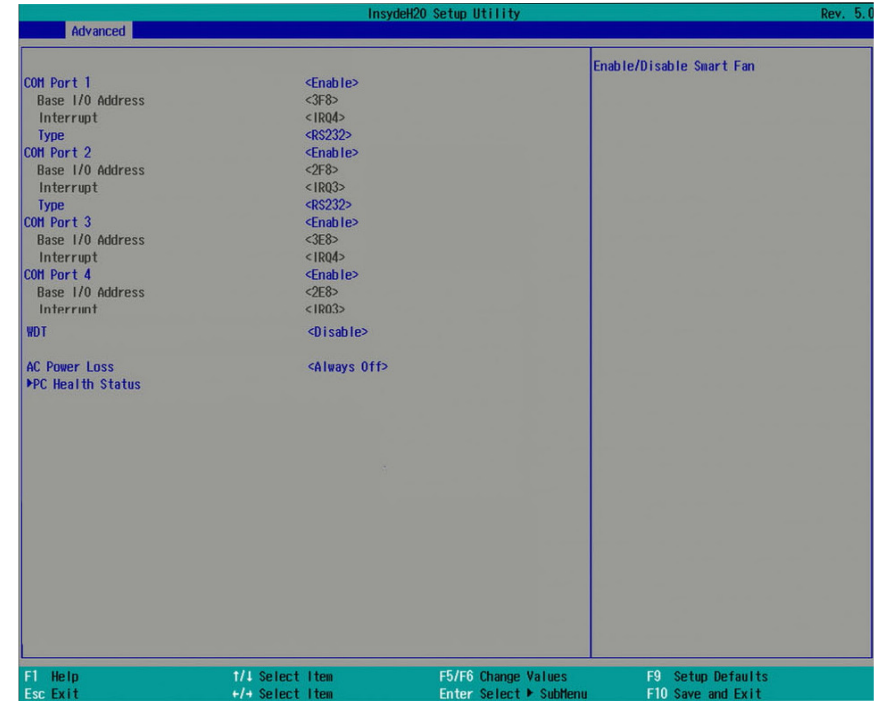 InsydeH20 Setup Utility Rev. 5.0
Advanced
Enable/Disable Smart Fan
COM Port 1 <Enable>
Base I/O Address <3F8>
Interrupt <IRQ4>
Type <RS232>
COM Port 2 <Enable>
Base I/O Address <2F8>
Interrupt <IRQ3>
Type <RS232>
COM Port 3 <Enable>
Base I/O Address <3E8>
Interrupt <IRQ4>
COM Port 4 <Enable>
Base I/O Address <2E8>
Interrupt <IRQ3>
WDT <Disable>
AC Power Loss <Always Off>
▶PC Health Status
F1 Help ↑/↓ Select Item F5/F6 Change Values F9 Setup Defaults
Esc Exit ←/→ Select Item Enter Select ▶ SubMenu F10 Save and Exit